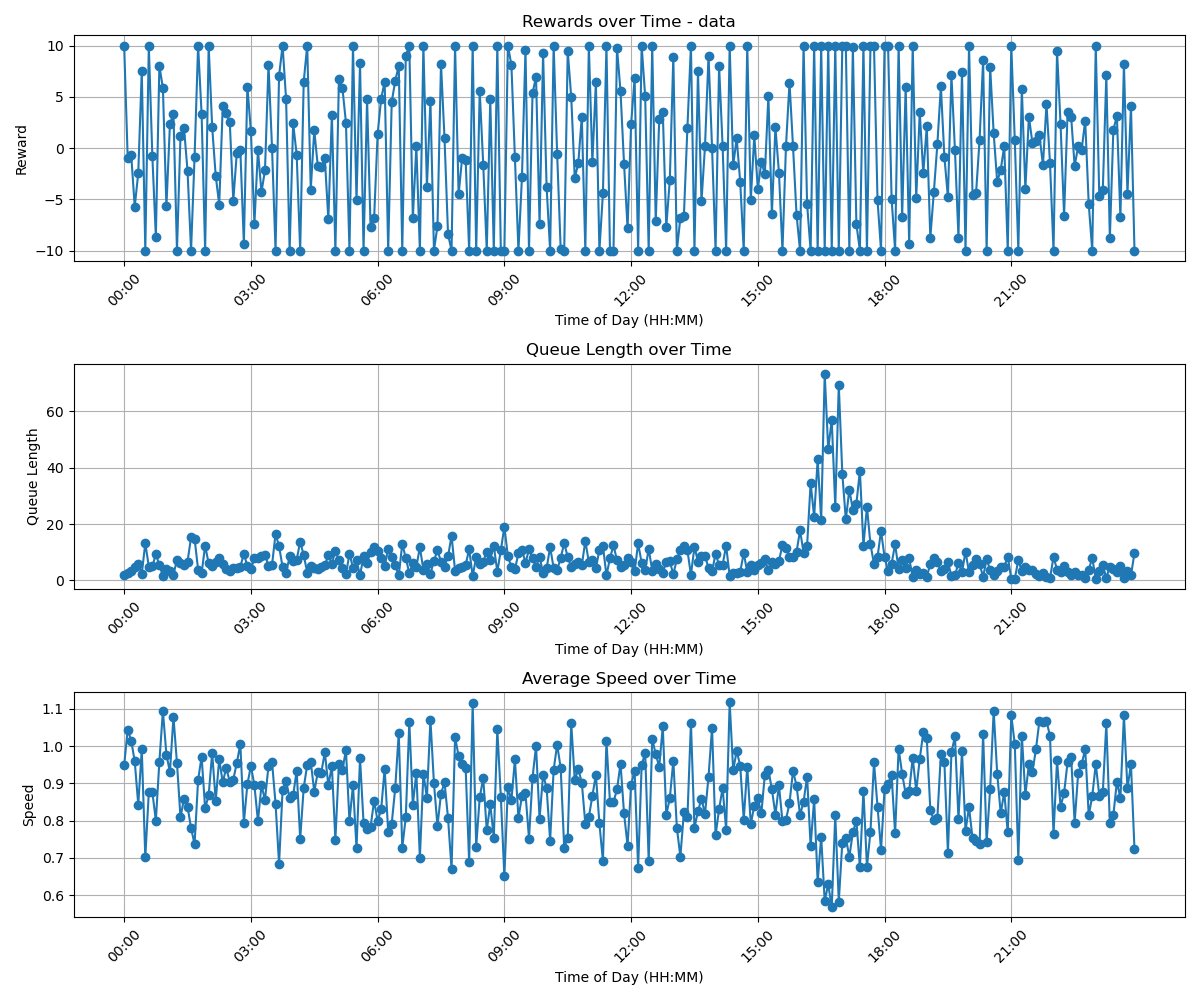 Rewards over Time - data
10
5
0
−5
−10
Reward
00:00 03:00 06:00 09:00 12:00 15:00 18:00 21:00
Time of Day (HH:MM)
Queue Length over Time
60
40
20
0
Queue Length
00:00 03:00 06:00 09:00 12:00 15:00 18:00 21:00
Time of Day (HH:MM)
Average Speed over Time
1.1
1.0
0.9
0.8
0.7
0.6
Speed
00:00 03:00 06:00 09:00 12:00 15:00 18:00 21:00
Time of Day (HH:MM)